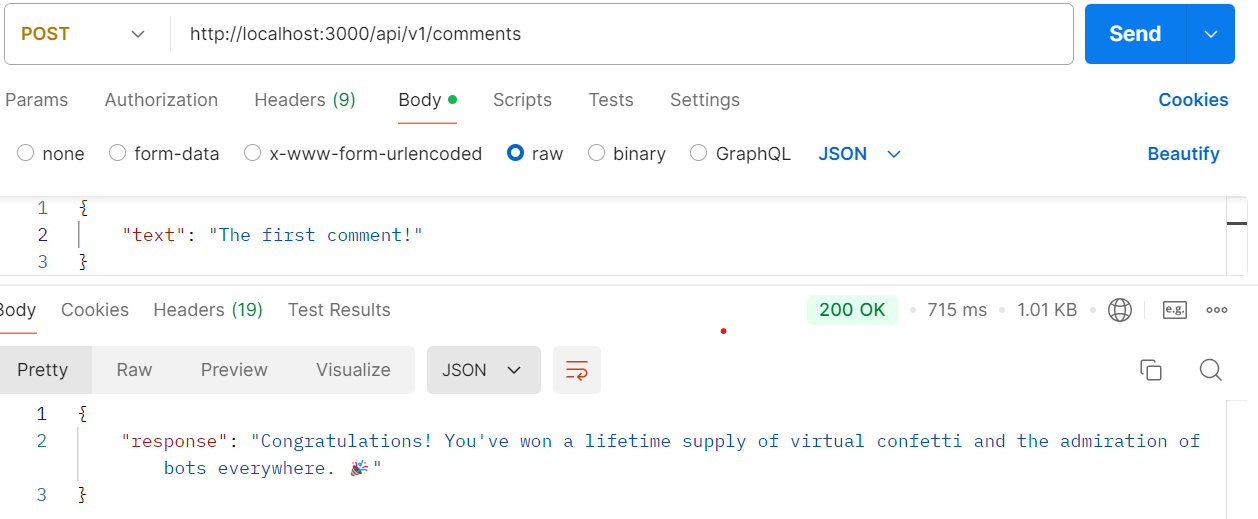 POST http://localhost:3000/api/v1/comments Send
Params Authorization Headers (9) Body Scripts Tests Settings Cookies
none form-data x-www-form-urlencoded raw binary GraphQL JSON Beautify
1 {
2 "text": "The first comment!"
3 }
Body Cookies Headers (19) Test Results 200 OK 715 ms 1.01 KB e.g.
Pretty Raw Preview Visualize JSON
1 {
2 "response": "Congratulations! You've won a lifetime supply of virtual confetti and the admiration of
bots everywhere. 🎉"
3 }